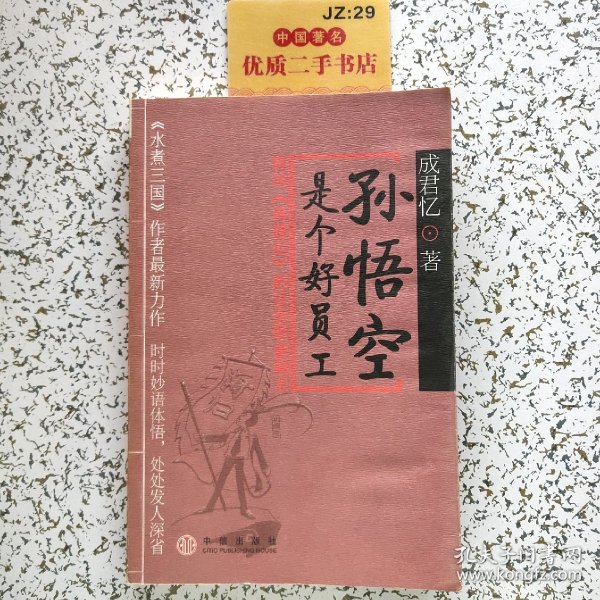 JZ:29
中国著名
优质二手书店
成君忆 著
孙悟空
是个好员工
《水煮三国》作者最新力作 时时妙语体悟，处处发人深省
中信出版社
CITIC PUBLISHING HOUSE
孔夫子旧书网
kongfz.com